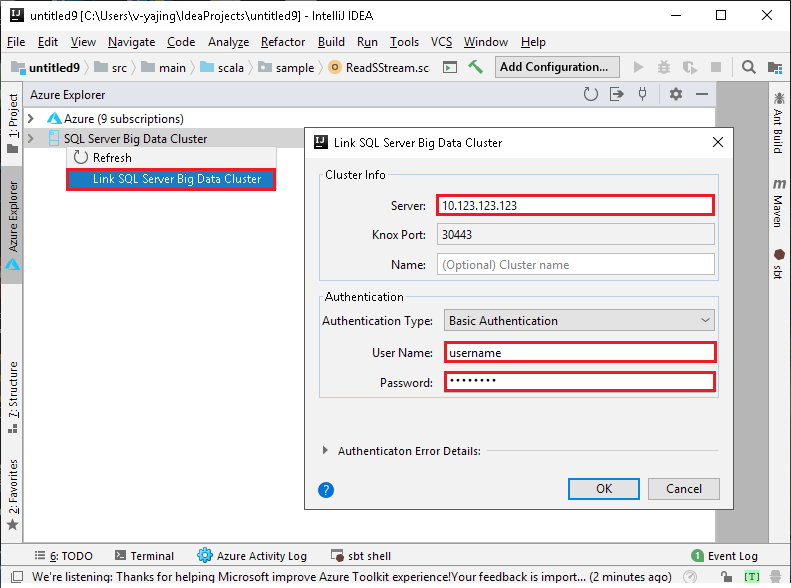 untitled9 [C:\Users\v-yajing\IdeaProjects\untitled9] - IntelliJ IDEA
File Edit View Navigate Code Analyze Refactor Build Run Tools VCS Window Help
untitled9 src main scala sample ReadSStream.sc Add Configuration...
1: Project
Azure Explorer
7: Structure
2: Favorites
Azure Explorer
Azure (9 subscriptions)
SQL Server Big Data Cluster
Refresh
Link SQL Server Big Data Cluster
Link SQL Server Big Data Cluster
Cluster Info
Server: 10.123.123.123
Knox Port: 30443
Name: (Optional) Cluster name
Authentication
Authentication Type: Basic Authentication
User Name: username
Password: ••••••••
Authenticaton Error Details:
?
OK Cancel
Ant Build
m Maven
sbt
6: TODO Terminal Azure Activity Log sbt shell 1 Event Log
We're listening: Thanks for helping Microsoft improve Azure Toolkit experience!Your feedback is import... (2 minutes ago) [T]